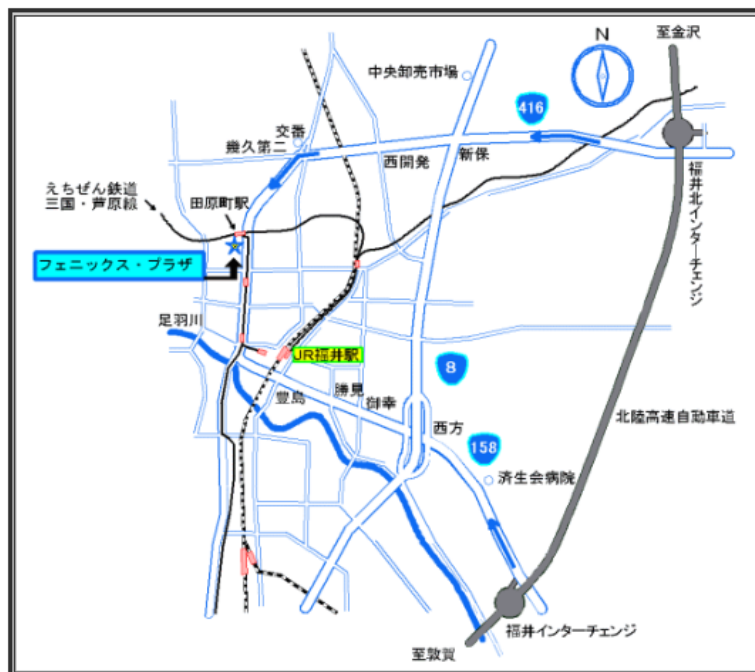 至金沢
N
中央卸売市場
416
交番
幾久第二
西開発
新保
えちぜん鉄道
三国・芦原線
田原町駅
福井北インターチェンジ
フェニックス・プラザ
足羽川
JR福井駅
8
豊島
勝見
御幸
西方
北陸高速自動車道
158
済生会病院
福井インターチェンジ
至敦賀